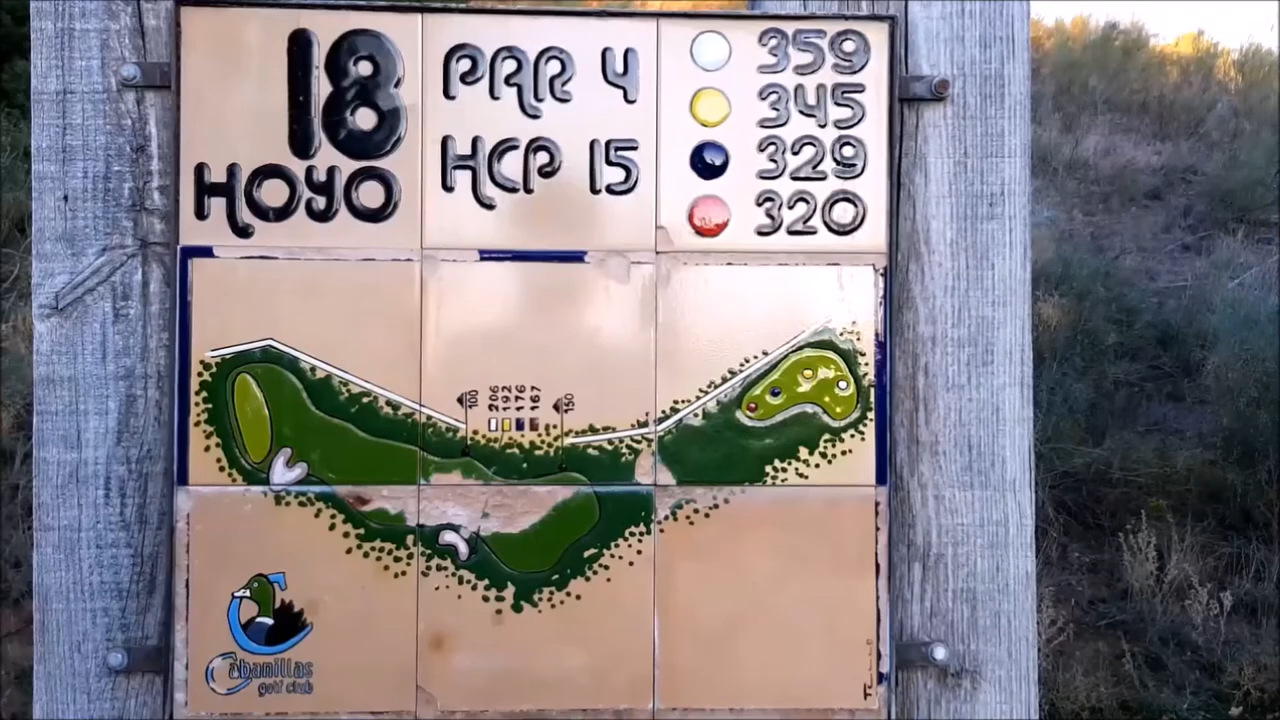 18
HOYO
PAR 4
HCP 15
359
345
329
320
100
206
192
176
167
150
Cabanillas
golf club